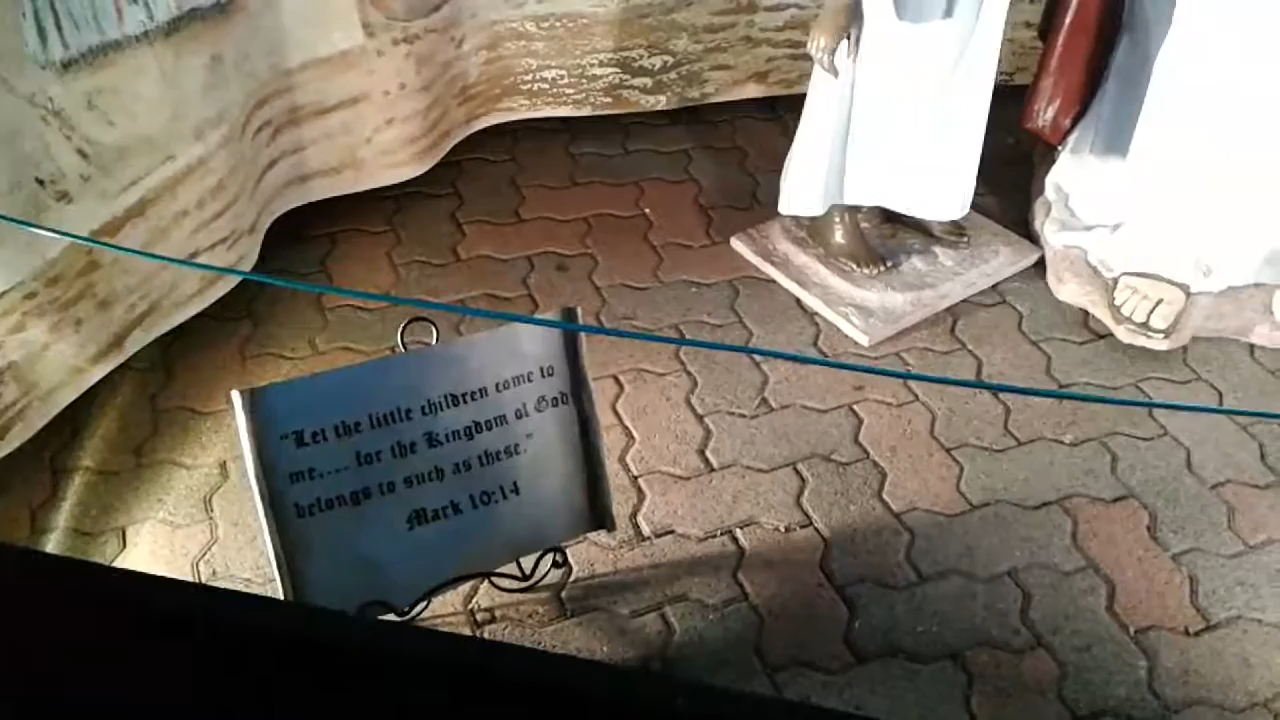 "Let the little children come to
me.... for the Kingdom of God
belongs to such as these."
Mark 10:14